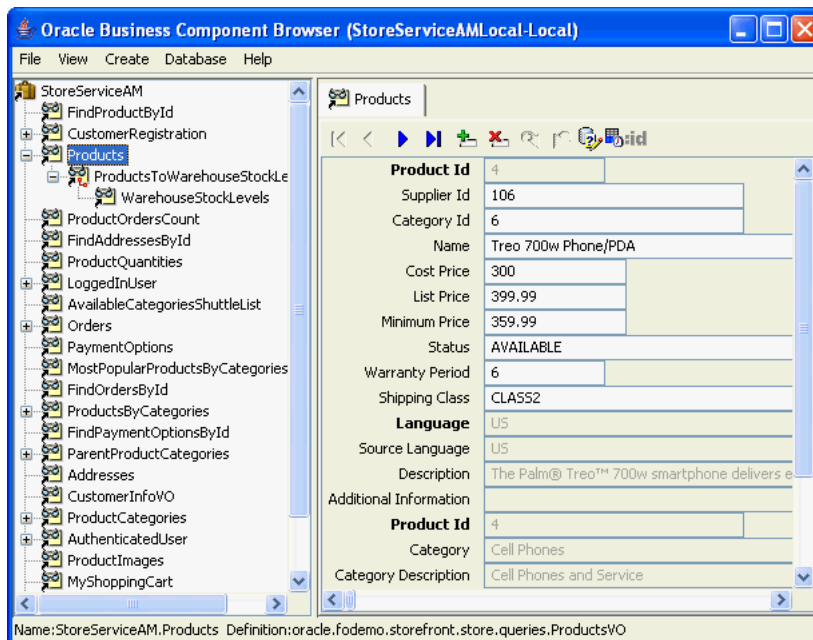 Oracle Business Component Browser (StoreServiceAMLocal-Local)
File View Create Database Help
StoreServiceAM
FindProductById
CustomerRegistration
Products
ProductsToWarehouseStockLe
WarehouseStockLevels
ProductOrdersCount
FindAddressesById
ProductQuantities
LoggedInUser
AvailableCategoriesShuttleList
Orders
PaymentOptions
MostPopularProductsByCategories
FindOrdersById
ProductsByCategories
FindPaymentOptionsById
ParentProductCategories
Addresses
CustomerInfoVO
ProductCategories
AuthenticatedUser
ProductImages
MyShoppingCart
Products
:id
Product Id 4
Supplier Id 106
Category Id 6
Name Treo 700w Phone/PDA
Cost Price 300
List Price 399.99
Minimum Price 359.99
Status AVAILABLE
Warranty Period 6
Shipping Class CLASS2
Language US
Source Language US
Description The Palm® Treo™ 700w smartphone delivers e
Additional Information
Product Id 4
Category Cell Phones
Category Description Cell Phones and Service
Name:StoreServiceAM.Products Definition:oracle.fodemo.storefront.store.queries.ProductsVO